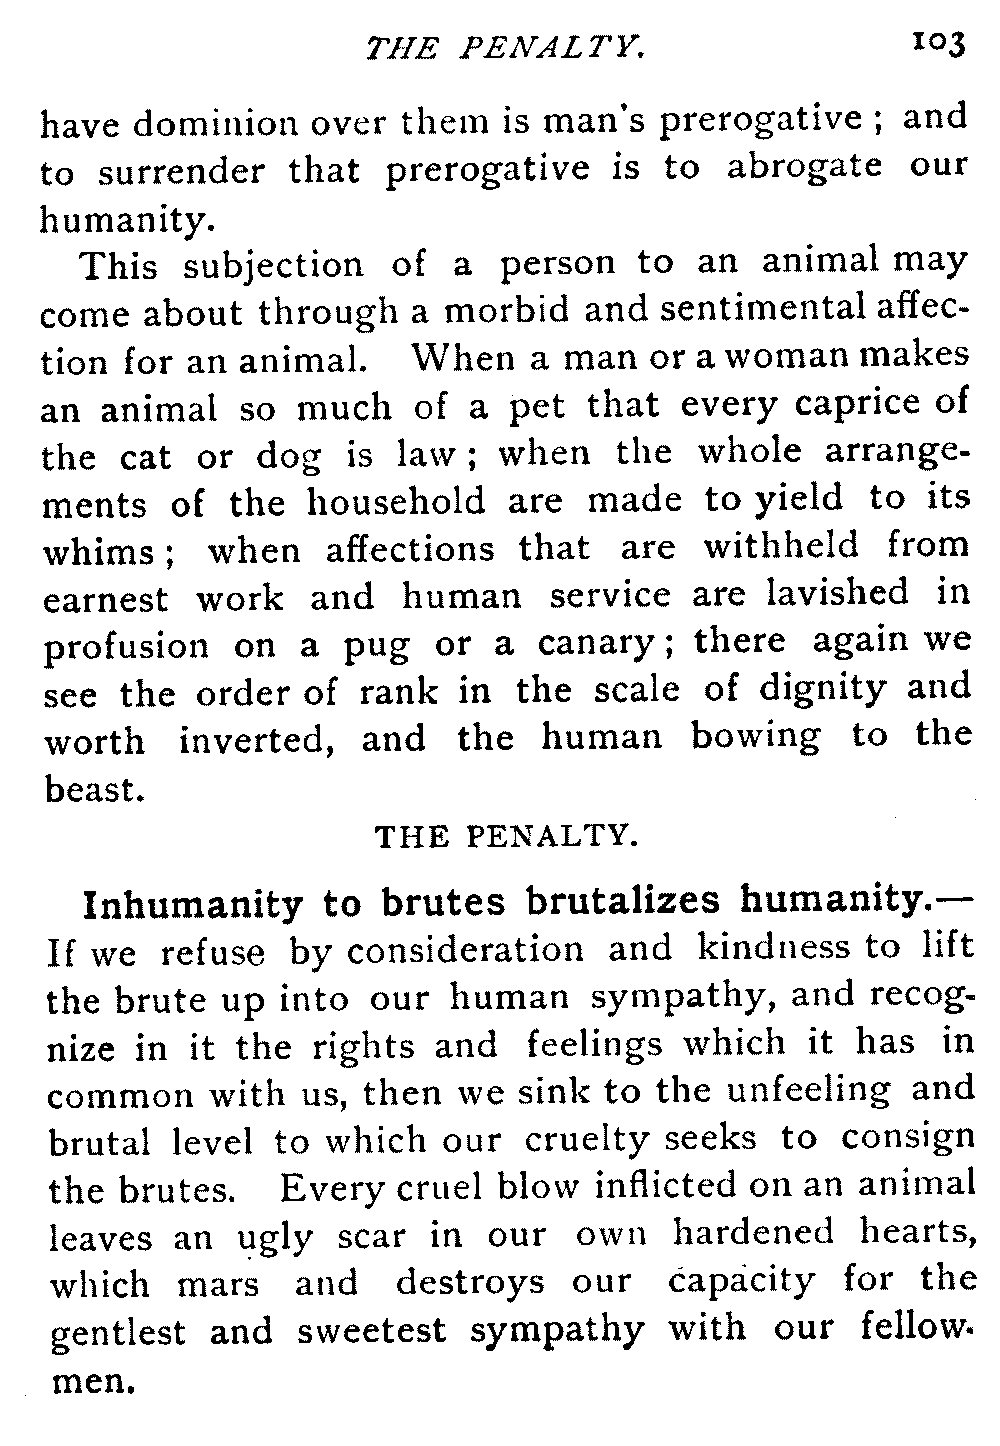 THE PENALTY. 103
have dominion over them is man's prerogative ; and
to surrender that prerogative is to abrogate our
humanity.
This subjection of a person to an animal may
come about through a morbid and sentimental affec-
tion for an animal. When a man or a woman makes
an animal so much of a pet that every caprice of
the cat or dog is law ; when the whole arrange-
ments of the household are made to yield to its
whims ; when affections that are withheld from
earnest work and human service are lavished in
profusion on a pug or a canary ; there again we
see the order of rank in the scale of dignity and
worth inverted, and the human bowing to the
beast.
THE PENALTY.
Inhumanity to brutes brutalizes humanity.—
If we refuse by consideration and kindness to lift
the brute up into our human sympathy, and recog-
nize in it the rights and feelings which it has in
common with us, then we sink to the unfeeling and
brutal level to which our cruelty seeks to consign
the brutes. Every cruel blow inflicted on an animal
leaves an ugly scar in our own hardened hearts,
which mars and destroys our capacity for the
gentlest and sweetest sympathy with our fellow-
men.